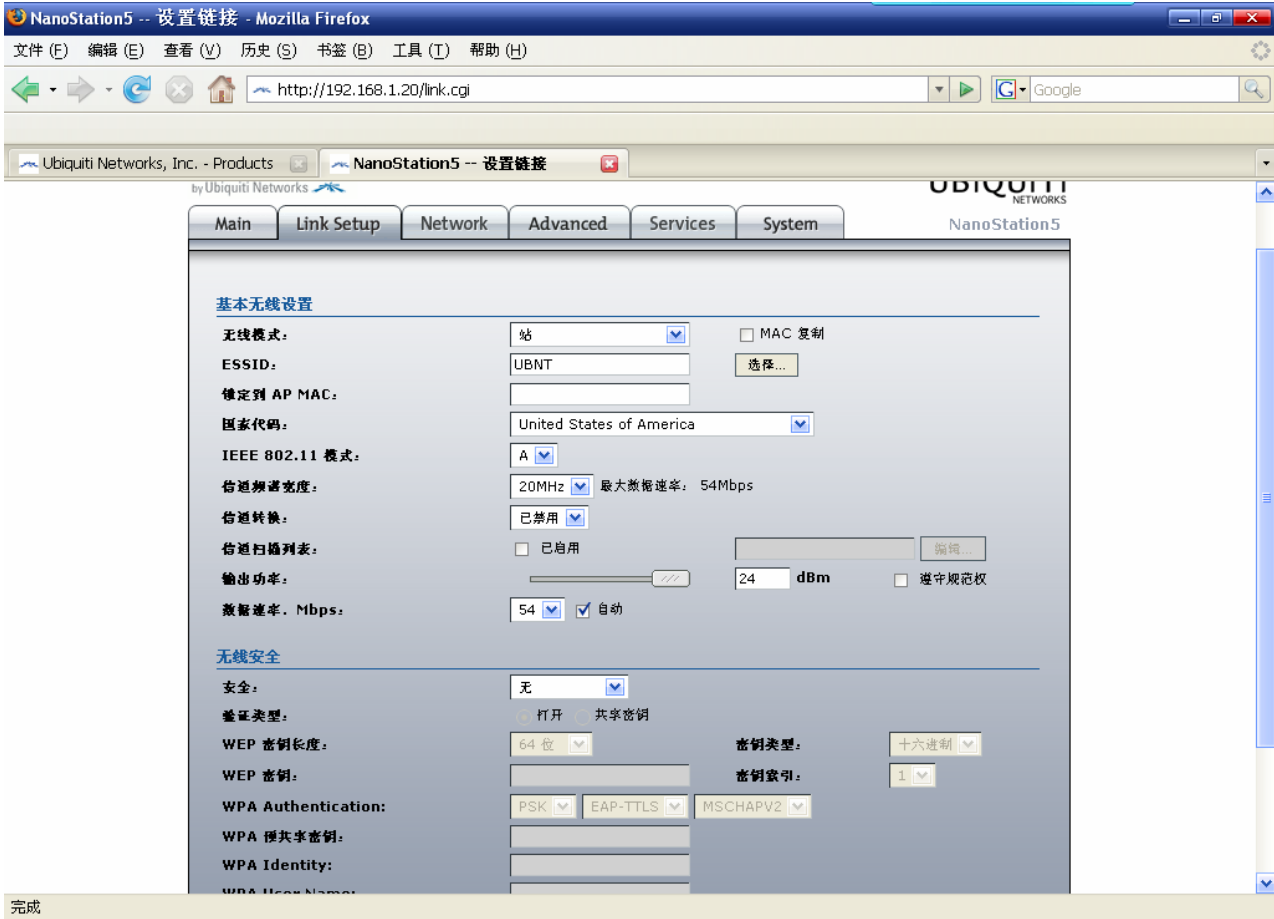 NanoStation5 -- 设置链接 - Mozilla Firefox
文件 (F) 编辑 (E) 查看 (V) 历史 (S) 书签 (B) 工具 (T) 帮助 (H)
http://192.168.1.20/link.cgi G Google
Ubiquiti Networks, Inc. - Products NanoStation5 -- 设置链接
by Ubiquiti Networks UBIQUITI
NETWORKS
Main Link Setup Network Advanced Services System NanoStation5
基本无线设置
无线模式: 站 MAC 复制
ESSID: UBNT 选择...
锁定到 AP MAC:
国家代码: United States of America
IEEE 802.11 模式: A
信道频谱宽度: 20MHz 最大数据速率: 54Mbps
信道转换: 已禁用
信道扫描列表: 已启用 编辑...
输出功率: 24 dBm 遵守规范权
数据速率. Mbps: 54 自动
无线安全
安全: 无
验证类型: 打开 共享密钥
WEP 密钥长度: 64 位 密钥类型: 十六进制
WEP 密钥: 密钥索引: 1
WPA Authentication: PSK EAP-TTLS MSCHAPV2
WPA 预共享密钥:
WPA Identity:
WPA User Name:
完成